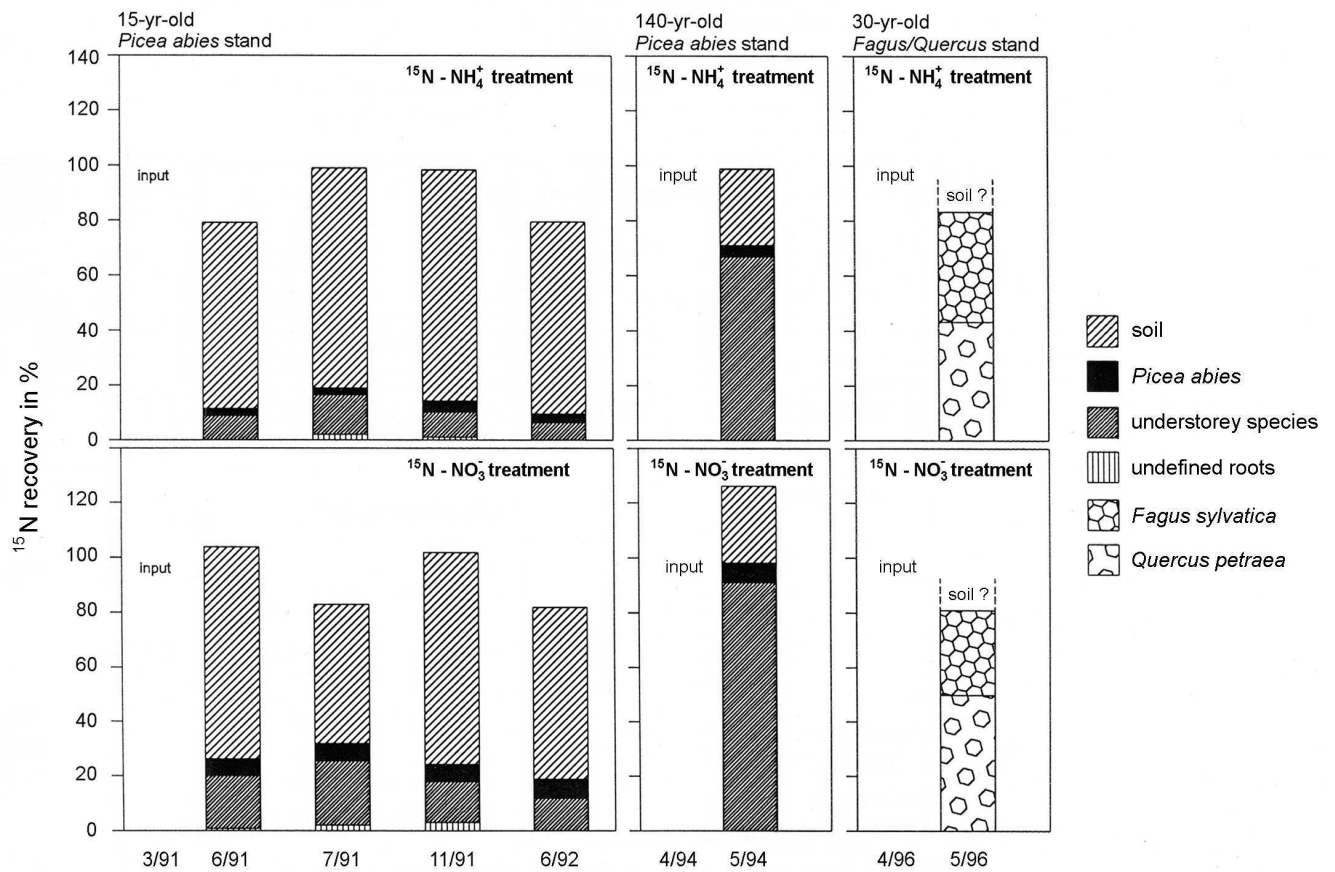 15-yr-old
Picea abies stand
140-yr-old
Picea abies stand
30-yr-old
Fagus/Quercus stand
140
120
100
80
60
40
20
0
15N - NH4+ treatment
input
15N - NH4+ treatment
input
15N - NH4+ treatment
input
soil ?
15N recovery in %
120
100
80
60
40
20
0
15N - NO3- treatment
input
15N - NO3- treatment
input
15N - NO3- treatment
input
soil ?
3/91 6/91 7/91 11/91 6/92
4/94 5/94
4/96 5/96
soil
Picea abies
understorey species
undefined roots
Fagus sylvatica
Quercus petraea